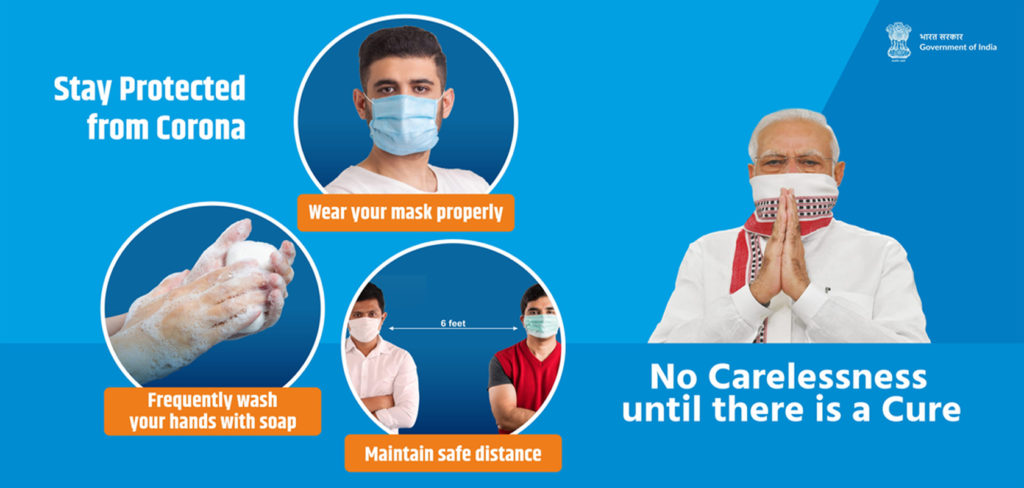 Stay Protected
from Corona
Wear your mask properly
Frequently wash
your hands with soap
6 feet
Maintain safe distance
भारत सरकार
Government of India
No Carelessness
until there is a Cure